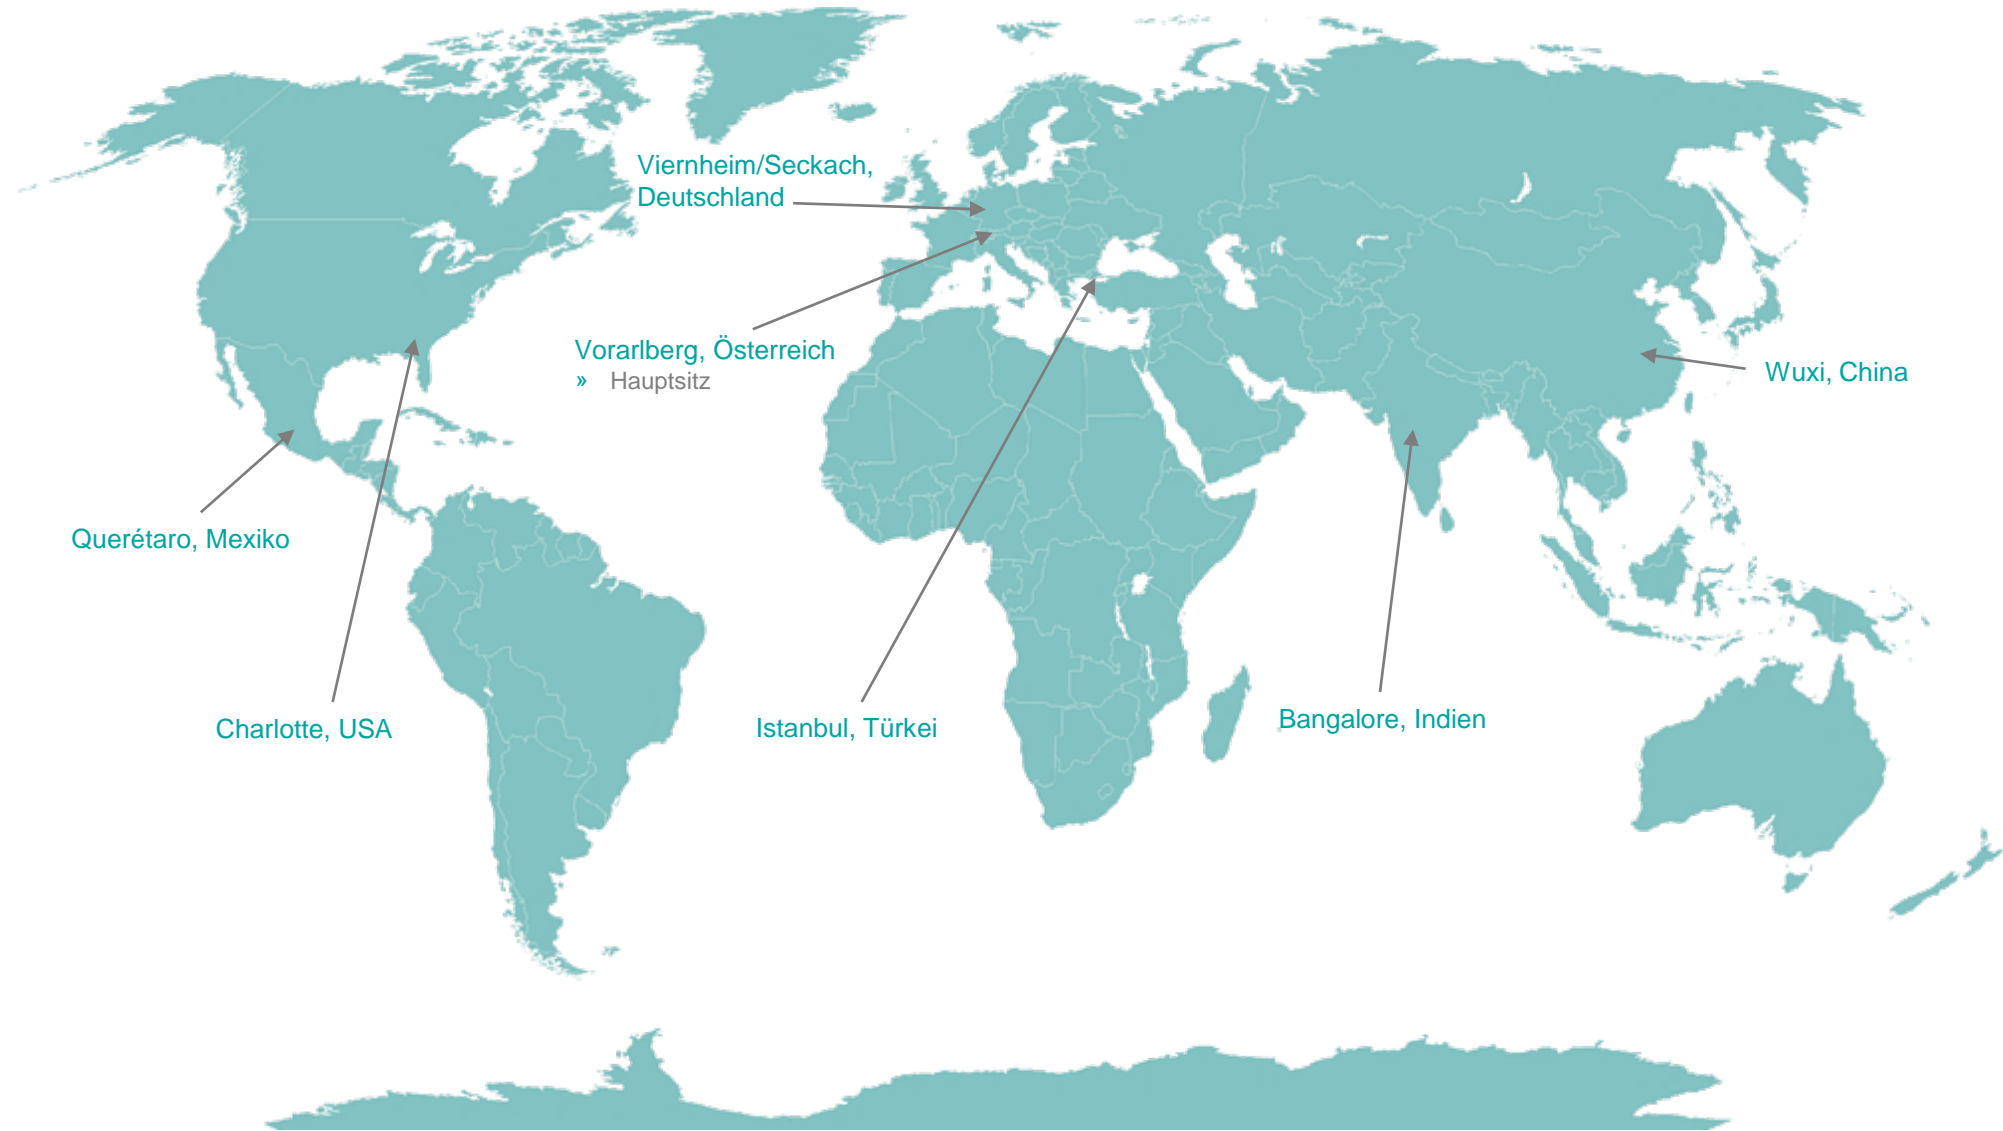 Viernheim/Seckach,
Deutschland
Vorarlberg, Österreich
» Hauptsitz
Wuxi, China
Querétaro, Mexiko
Charlotte, USA
Istanbul, Türkei
Bangalore, Indien